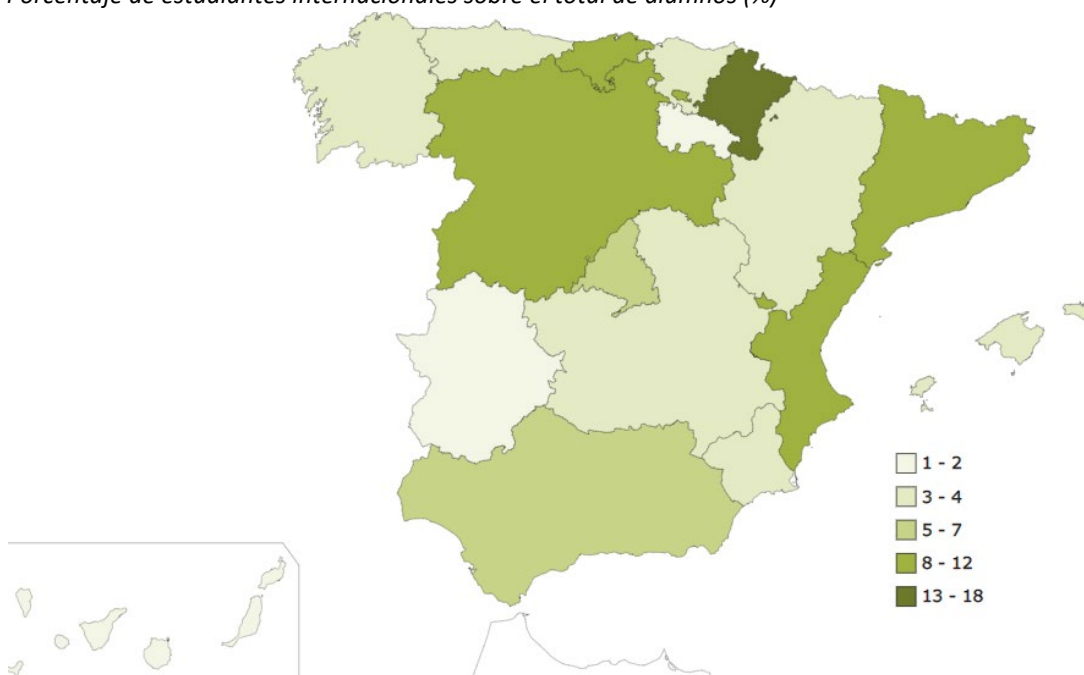 Porcentaje de estudiantes internacionales sobre el total de alumnos (%)
1 - 2
3 - 4
5 - 7
8 - 12
13 - 18